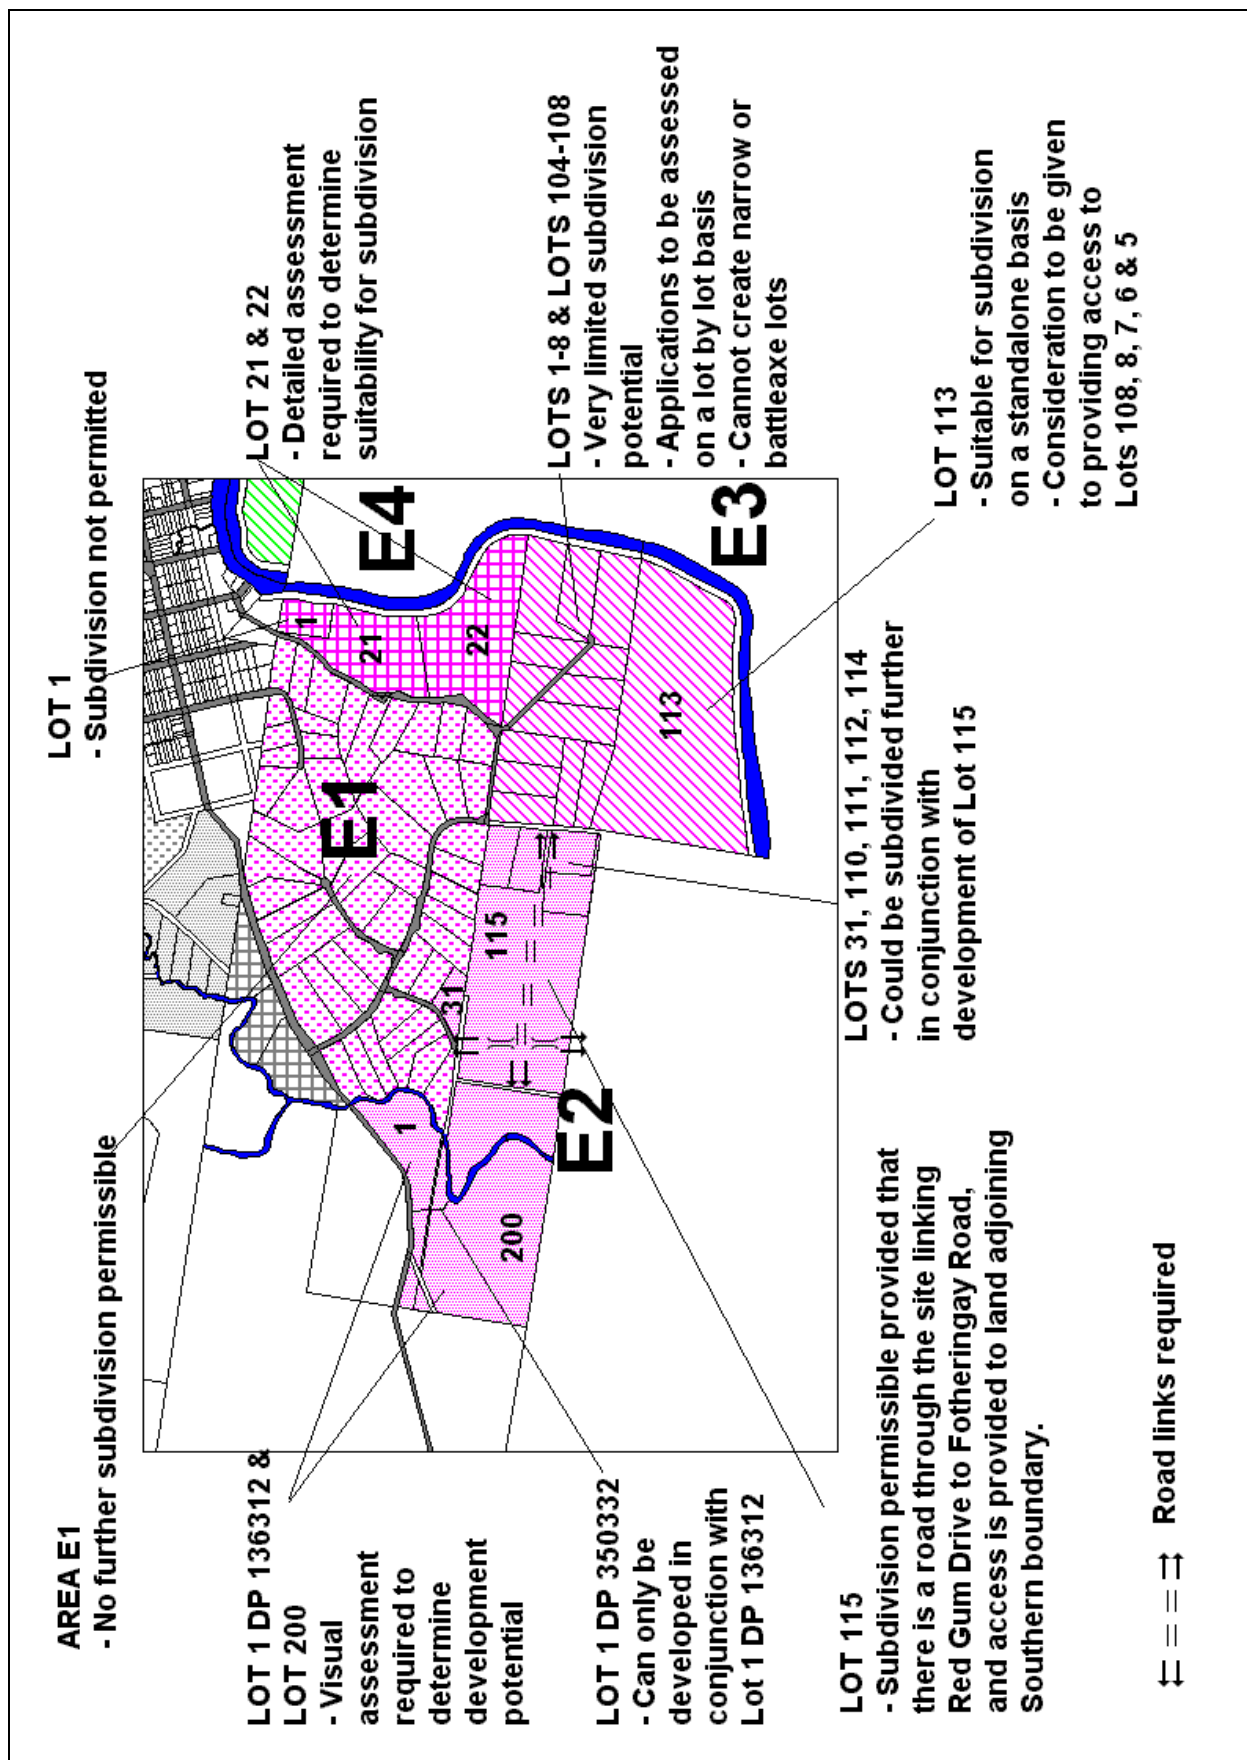 AREA E1
- No further subdivision permissible
LOT 1
- Subdivision not permitted
LOT 21 & 22
- Detailed assessment
required to determine
suitability for subdivision
LOTS 1-8 & LOTS 104-108
- Very limited subdivision
potential
- Applications to be assessed
on a lot by lot basis
- Cannot create narrow or
battleaxe lots
LOT 113
- Suitable for subdivision
on a standalone basis
- Consideration to be given
to providing access to
Lots 108, 8, 7, 6 & 5
LOTS 31, 110, 111, 112, 114
- Could be subdivided further
in conjunction with
development of Lot 115
LOT 1 DP 136312 &
LOT 200
- Visual
assessment
required to
determine
development
potential
LOT 1 DP 350332
- Can only be
developed in
conjunction with
Lot 1 DP 136312
LOT 115
- Subdivision permissible provided that
there is a road through the site linking
Red Gum Drive to Fotheringay Road,
and access is provided to land adjoining
Southern boundary.
Road links required
1
21
22
E4
E1
113
E3
115
31
1
E2
200